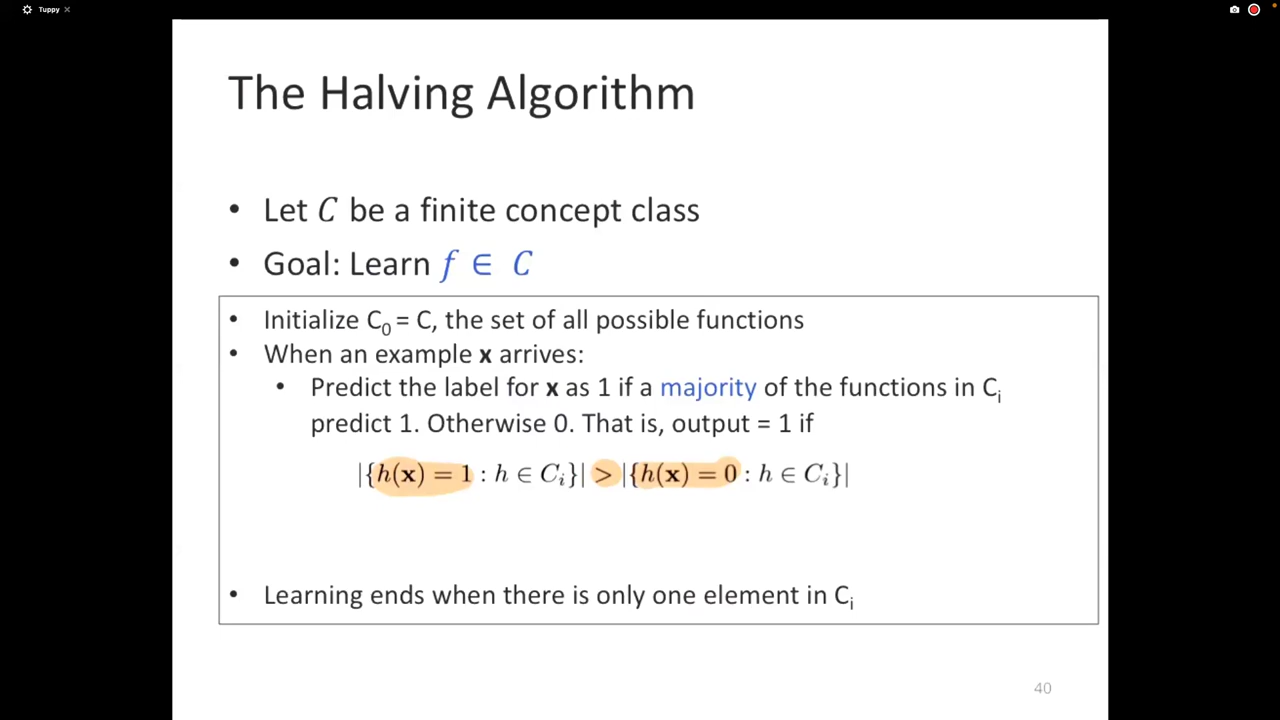 Tuppy ×
The Halving Algorithm
• Let C be a finite concept class
• Goal: Learn f ∈ C
• Initialize C₀ = C, the set of all possible functions
• When an example x arrives:
• Predict the label for x as 1 if a majority of the functions in Cᵢ
predict 1. Otherwise 0. That is, output = 1 if
|{h(x) = 1 : h ∈ Cᵢ}| > |{h(x) = 0 : h ∈ Cᵢ}|
• Learning ends when there is only one element in Cᵢ
40